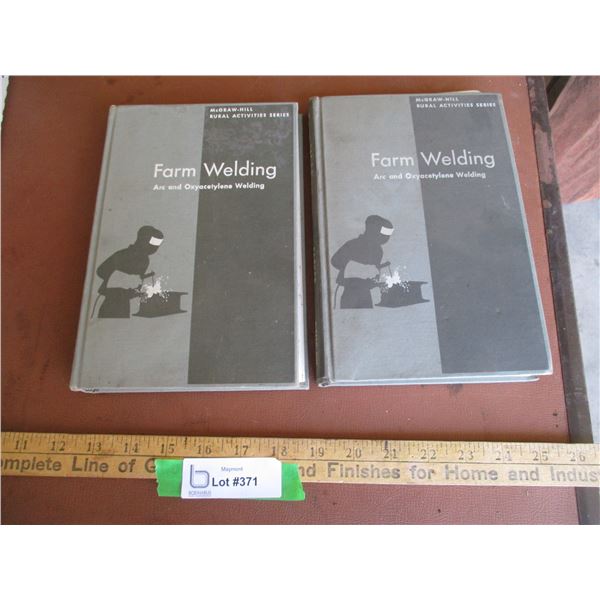 McGRAW-HILL
RURAL ACTIVITIES SERIES
Farm Welding
Arc and Oxyacetylene Welding
McGRAW-HILL
RURAL ACTIVITIES SERIES
Farm Welding
Arc and Oxyacetylene Welding
11 12 13 14 15 16 17 18 19 20 21 22 23 24 25 26
omplete Line of nd Finishes for Home and Indus
Maymont
Lot #371